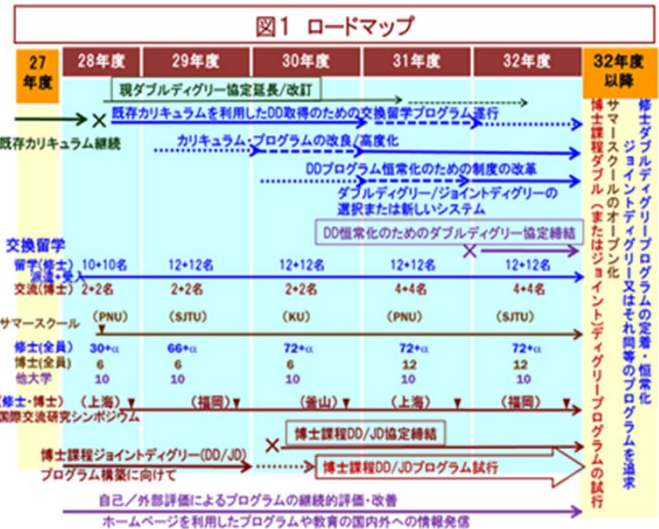 図1 ロードマップ
27
年度
28年度
29年度
30年度
31年度
32年度
32年度
以降
現ダブルディグリー協定延長/改訂
既存カリキュラムを利用したDD取得のための交換留学プログラム遂行
既存カリキュラム継続
カリキュラム・プログラムの改良/高度化
DDプログラム恒常化のための制度の改革
ダブルディグリー/ジョイントディグリーの
選択または新しいシステム
DD恒常化のためのダブルディグリー協定締結
交換留学
留学(修士) 10+10名 12+12名 12+12名 12+12名 12+12名
派遣・受入
交流(博士) 2+2名 2+2名 2+2名 4+4名 4+4名
サマースクール (PNU) (SJTU) (KU) (PNU) (SJTU)
修士(全員) 30+α 66+α 72+α 72+α 72+α
博士(全員) 6 6 6 12 12
他大学 10 10 10 10 10
(修士・博士) (上海) (福岡) (釜山) (上海) (福岡)
国際交流研究シンポジウム
博士課程DD/JD協定締結
博士課程ジョイントディグリー(DD/JD)
プログラム構築に向けて
博士課程DD/JDプログラム試行
自己/外部評価によるプログラムの継続的評価・改善
ホームページを利用したプログラムや教育の国内外への情報発信
修士ダブルディグリープログラムの定着・恒常化
ジョイントディグリー又はそれ同等のプログラムを追求
サマースクールのオープン化
博士課程ダブル(またはジョイント)ディグリープログラムの試行